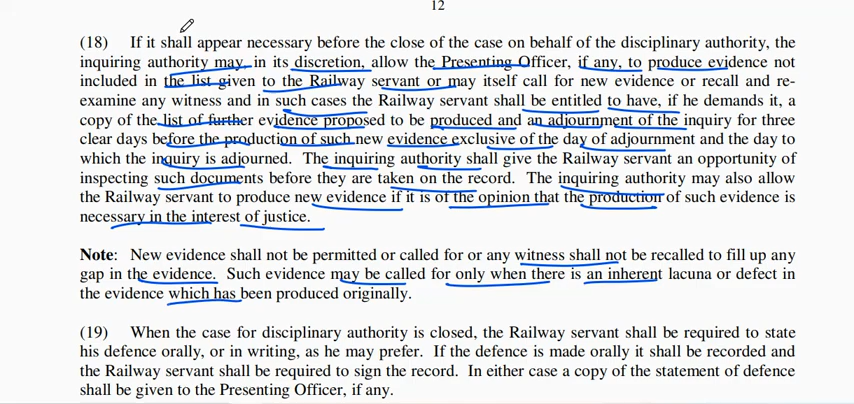 12
(18) If it shall appear necessary before the close of the case on behalf of the disciplinary authority, the
inquiring authority may in its discretion, allow the Presenting Officer, if any, to produce evidence not
included in the list given to the Railway servant or may itself call for new evidence or recall and re-
examine any witness and in such cases the Railway servant shall be entitled to have, if he demands it, a
copy of the list of further evidence proposed to be produced and an adjournment of the inquiry for three
clear days before the production of such new evidence exclusive of the day of adjournment and the day to
which the inquiry is adjourned. The inquiring authority shall give the Railway servant an opportunity of
inspecting such documents before they are taken on the record. The inquiring authority may also allow
the Railway servant to produce new evidence if it is of the opinion that the production of such evidence is
necessary in the interest of justice.
Note: New evidence shall not be permitted or called for or any witness shall not be recalled to fill up any
gap in the evidence. Such evidence may be called for only when there is an inherent lacuna or defect in
the evidence which has been produced originally.
(19) When the case for disciplinary authority is closed, the Railway servant shall be required to state
his defence orally, or in writing, as he may prefer. If the defence is made orally it shall be recorded and
the Railway servant shall be required to sign the record. In either case a copy of the statement of defence
shall be given to the Presenting Officer, if any.